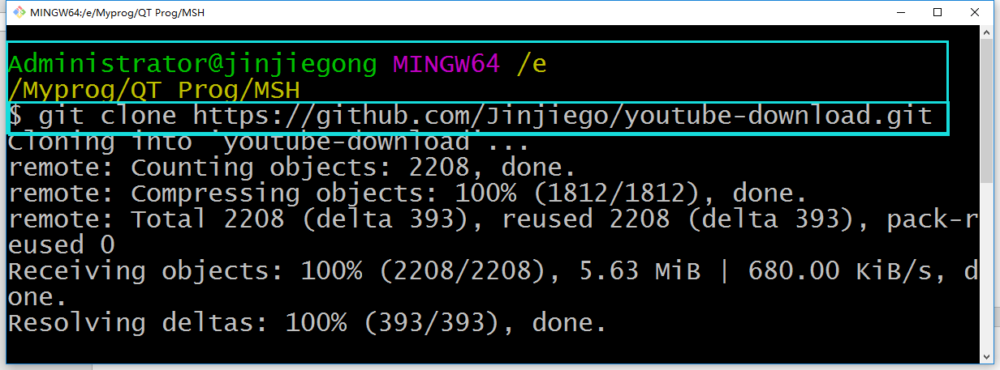 MINGW64:/e/Myprog/QT Prog/MSH
Administrator@jinjiegong MINGW64 /e
/Myprog/QT Prog/MSH
$ git clone https://github.com/Jinjiego/youtube-download.git
Cloning into 'youtube-download'...
remote: Counting objects: 2208, done.
remote: Compressing objects: 100% (1812/1812), done.
remote: Total 2208 (delta 393), reused 2208 (delta 393), pack-r
eused 0
Receiving objects: 100% (2208/2208), 5.63 MiB | 680.00 KiB/s, d
one.
Resolving deltas: 100% (393/393), done.